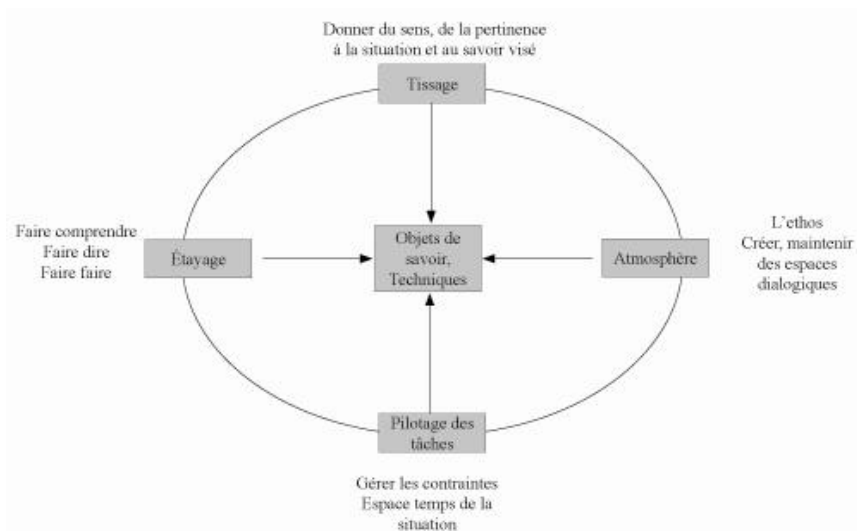 Donner du sens, de la pertinence
à la situation et au savoir visé
Tissage
Faire comprendre
Faire dire
Faire faire
Étayage
Objets de
savoir,
Techniques
Atmosphère
L'ethos
Créer, maintenir
des espaces
dialogiques
Pilotage des
tâches
Gérer les contraintes
Espace temps de la
situation